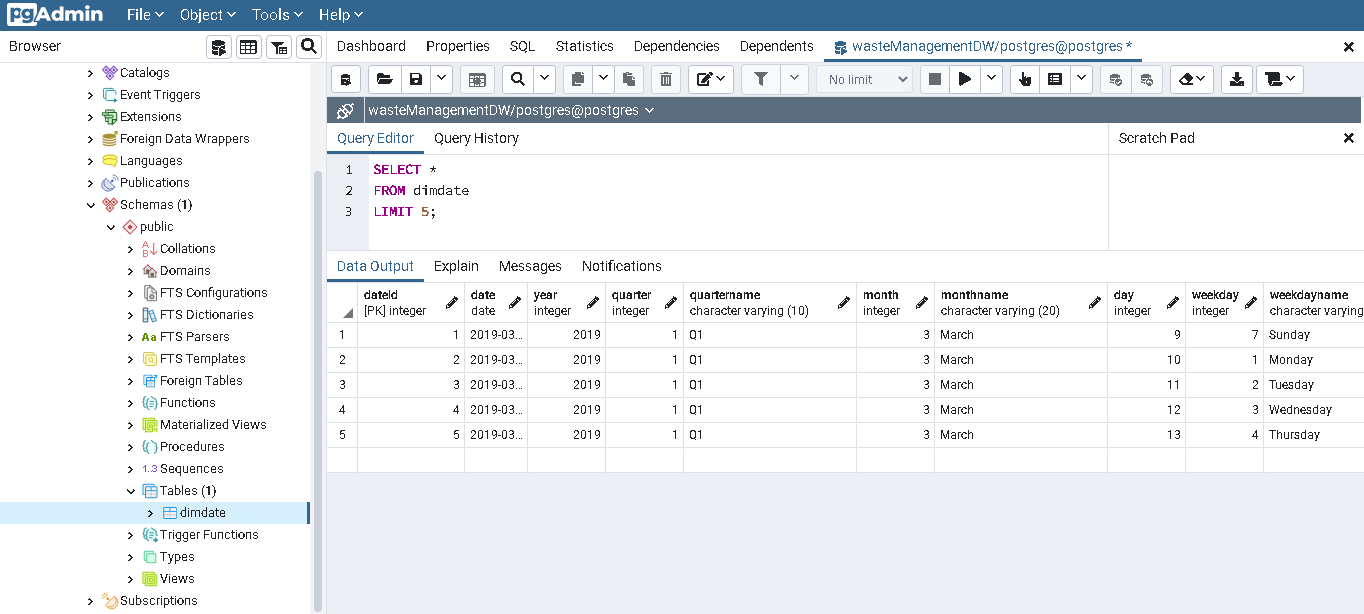 pgAdmin File Object Tools Help
Browser
Dashboard Properties SQL Statistics Dependencies Dependents wasteManagementDW/postgres@postgres *
Catalogs
Event Triggers
Extensions
Foreign Data Wrappers
Languages
Publications
Schemas (1)
public
Collations
Domains
FTS Configurations
FTS Dictionaries
FTS Parsers
FTS Templates
Foreign Tables
Functions
Materialized Views
Procedures
1..3 Sequences
Tables (1)
dimdate
Trigger Functions
Types
Views
Subscriptions
No limit
wasteManagementDW/postgres@postgres
Query Editor Query History
Scratch Pad
1 SELECT *
2 FROM dimdate
3 LIMIT 5;
Data Output Explain Messages Notifications
dateid date year quarter quartername month monthname day weekday weekdayname
[PK] integer date integer integer character varying (10) integer character varying (20) integer integer character varying
1 1 2019-03... 2019 1 Q1 3 March 9 7 Sunday
2 2 2019-03... 2019 1 Q1 3 March 10 1 Monday
3 3 2019-03... 2019 1 Q1 3 March 11 2 Tuesday
4 4 2019-03... 2019 1 Q1 3 March 12 3 Wednesday
5 5 2019-03... 2019 1 Q1 3 March 13 4 Thursday